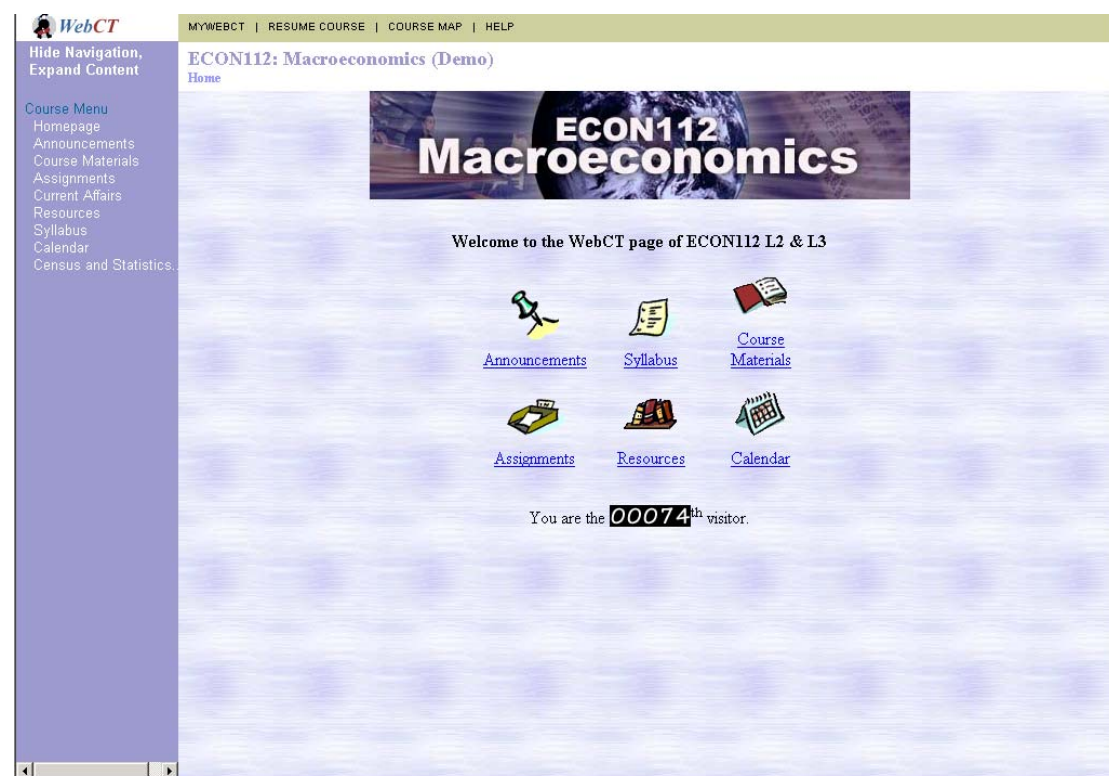 WebCT
MYWEBCT | RESUME COURSE | COURSE MAP | HELP
Hide Navigation,
Expand Content
ECON112: Macroeconomics (Demo)
Home
Course Menu
Homepage
Announcements
Course Materials
Assignments
Current Affairs
Resources
Syllabus
Calendar
Census and Statistics..
ECON112
Macroeconomics
Welcome to the WebCT page of ECON112 L2 & L3
Announcements
Syllabus
Course
Materials
Assignments
Resources
Calendar
You are the 00074th visitor.